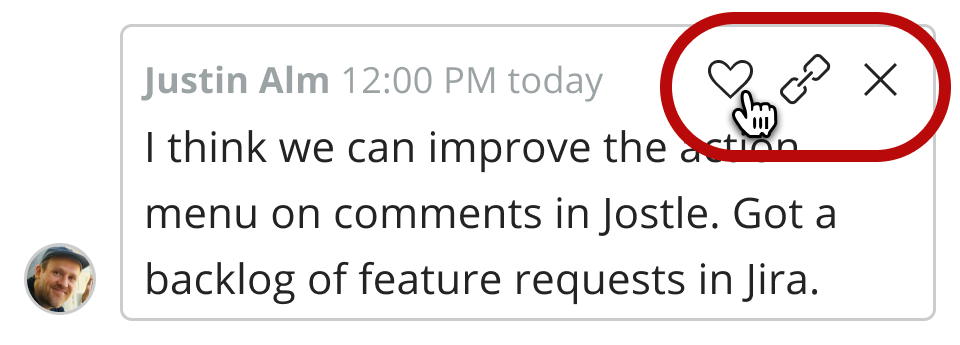 Justin Alm 12:00 PM today
I think we can improve the action
menu on comments in Jostle. Got a
backlog of feature requests in Jira.